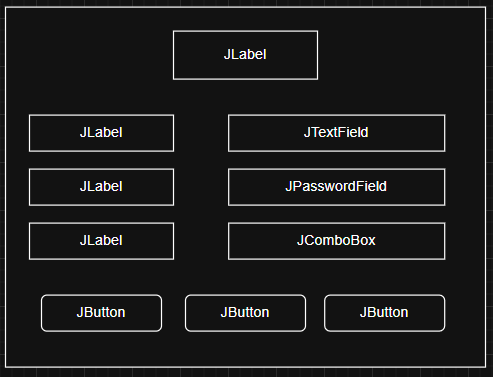 JLabel
JLabel JTextField
JLabel JPasswordField
JLabel JComboBox
JButton JButton JButton